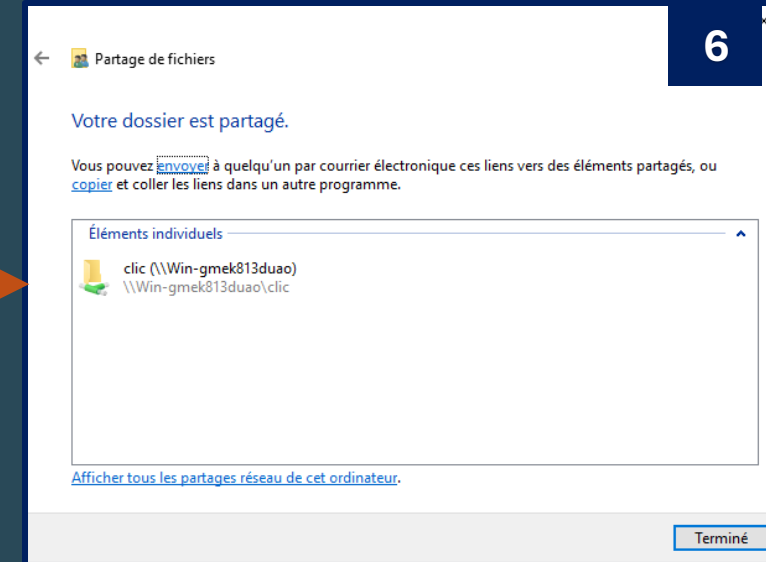 6
Partage de fichiers
Votre dossier est partagé.
Vous pouvez envoyer à quelqu'un par courrier électronique ces liens vers des éléments partagés, ou
copier et coller les liens dans un autre programme.
Éléments individuels
clic (\\Win-gmek813duao)
\\Win-gmek813duao\clic
Afficher tous les partages réseau de cet ordinateur.
Terminé